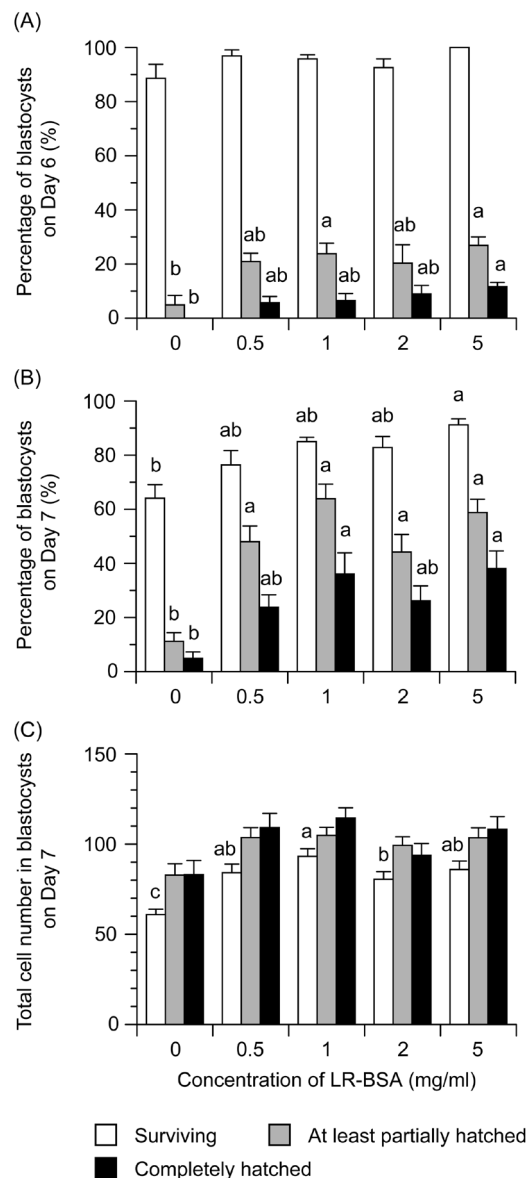 (A)
Percentage of blastocysts
on Day 6 (%)
100
80
60
40
20
0
b
b
ab
ab
a
ab
ab
ab
a
a
0
0.5
1
2
5
(B)
Percentage of blastocysts
on Day 7 (%)
100
80
60
40
20
0
b
b
b
ab
a
ab
ab
a
a
ab
a
ab
a
a
a
0
0.5
1
2
5
(C)
Total cell number in blastocysts
on Day 7
150
100
50
0
c
ab
a
b
ab
0
0.5
1
2
5
Concentration of LR-BSA (mg/ml)
Surviving
At least partially hatched
Completely hatched